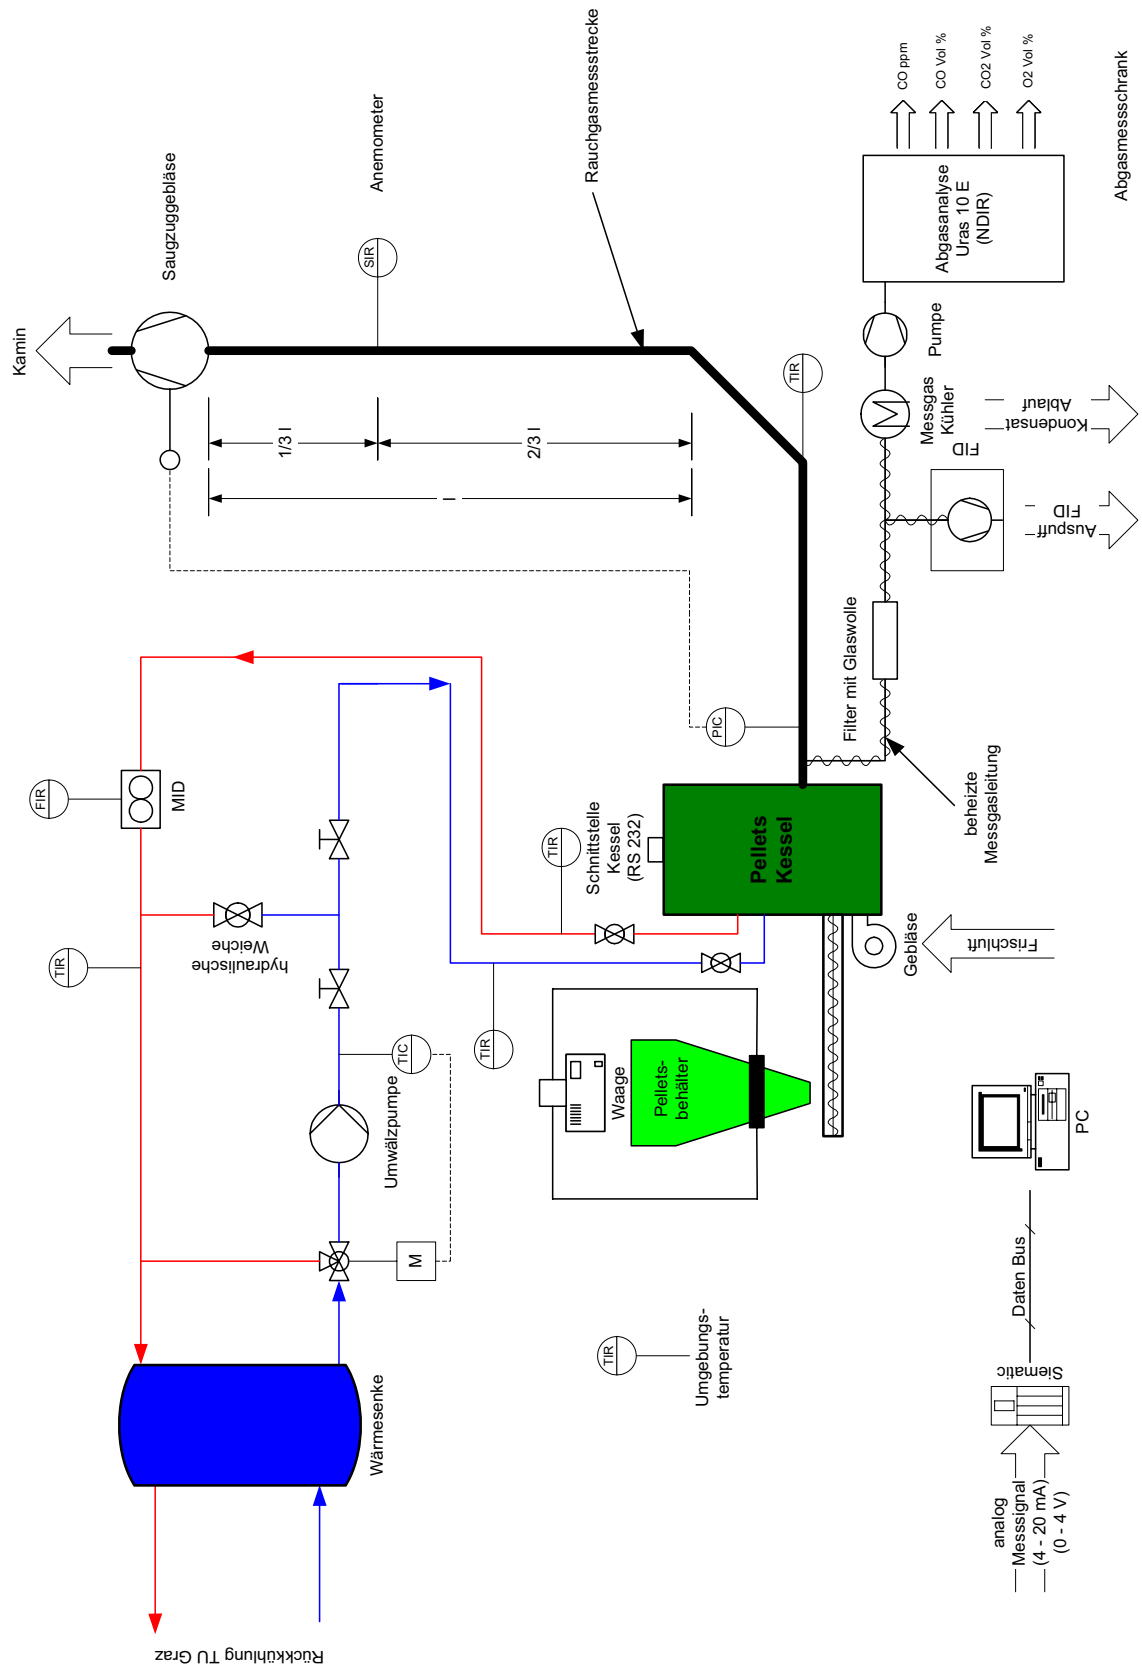 Kamin
Saugzuggebläse
Anemometer
SIR
Rauchgasmessstrecke
1/3 l
2/3 l
l
TIR
CO ppm
CO Vol %
CO2 Vol %
O2 Vol %
Abgasmessschrank
Abgasanalyse
Uras 10 E
(NDIR)
Pumpe
Messgas
Kühler
Kondensat
Ablauf
FID
Auspuff
FID
Filter mit Glaswolle
beheizte
Messgasleitung
PIC
FIR
MID
TIR
hydraulische
Weiche
TIR
Schnittstelle
Kessel
(RS 232)
Pellets
Kessel
Gebläse
Frischluft
TIR
TIC
Umwälzpumpe
M
Waage
Pellets-
behälter
Wärmesenke
Rückkühlung TU Graz
TIR
Umgebungs-
temperatur
PC
Daten Bus
Siematic
analog
Messsignal
(4 - 20 mA)
(0 - 4 V)